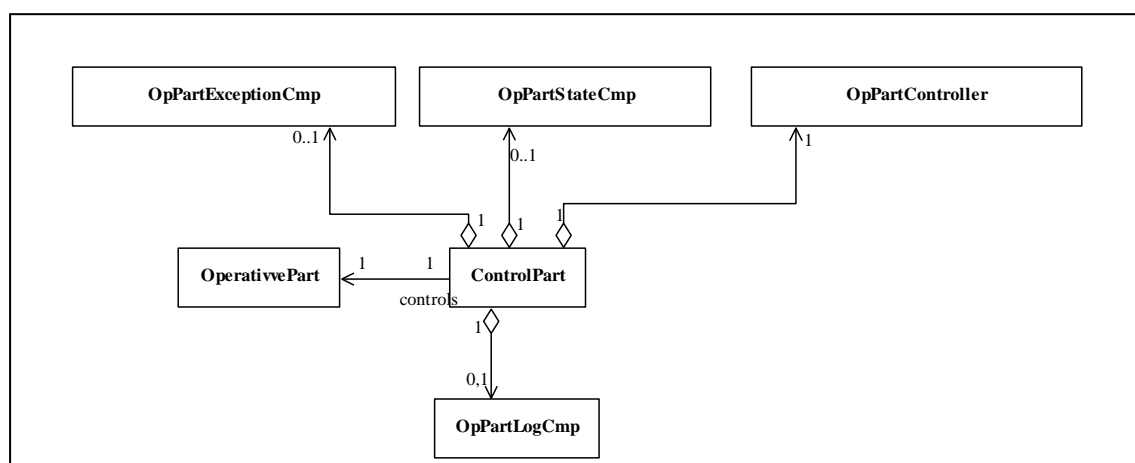 OpPartExceptionCmp
OpPartStateCmp
OpPartController
0..1
0..1
1
1
1
1
OperativvePart
1
1
ControlPart
controls
1
0,1
OpPartLogCmp